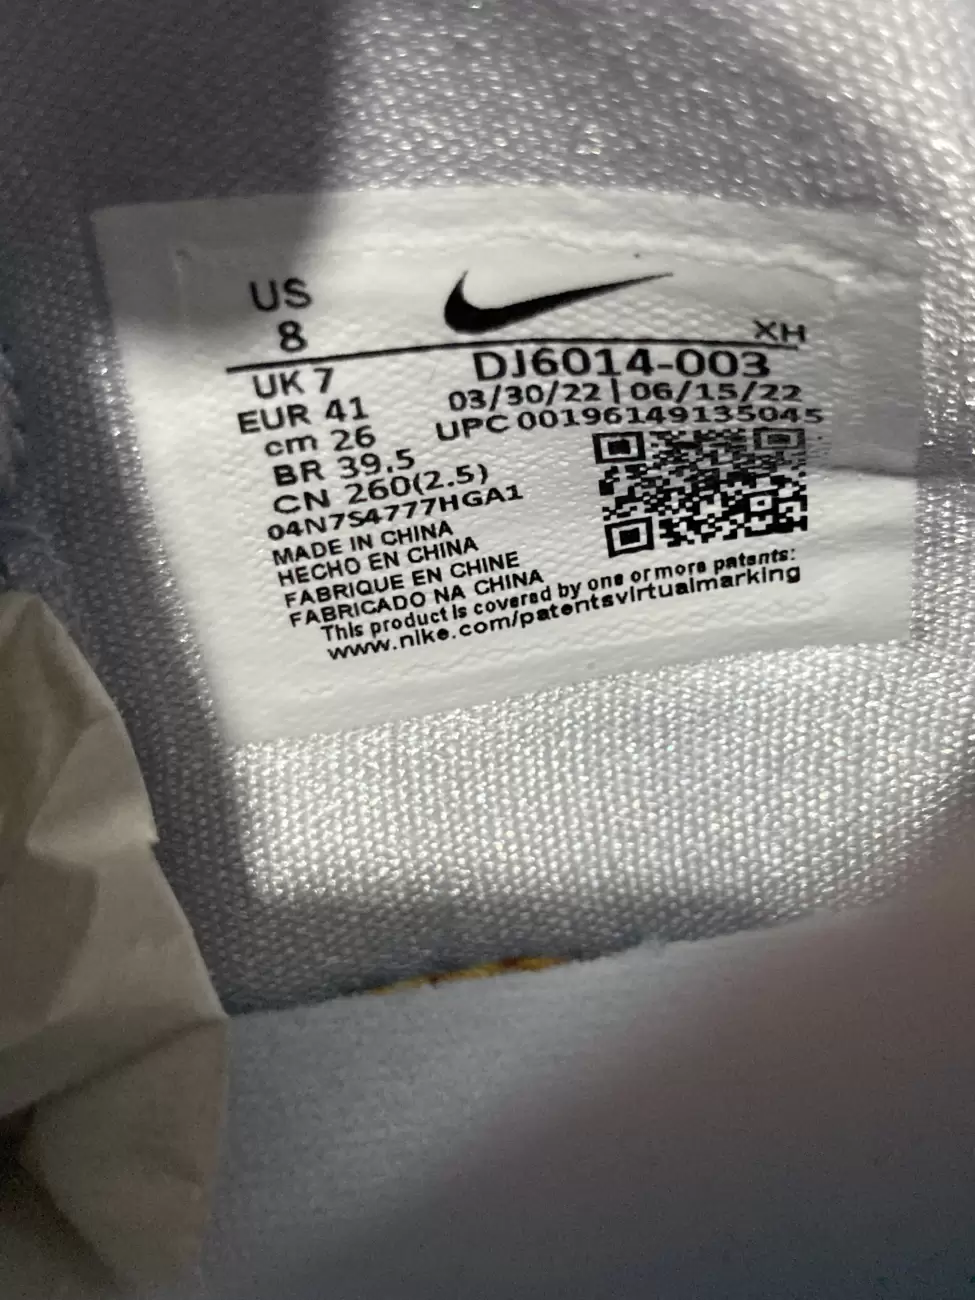 US
8
XH
UK 7
DJ6014-003
EUR 41
03/30/22 | 06/15/22
cm 26
UPC 00196149135045
BR 39.5
CN 260(2.5)
04N7S4777HGA1
MADE IN CHINA
HECHO EN CHINA
FABRIQUE EN CHINE
FABRICADO NA CHINA
This product is covered by one or more patents:
www.nike.com/patentsvirtualmarking